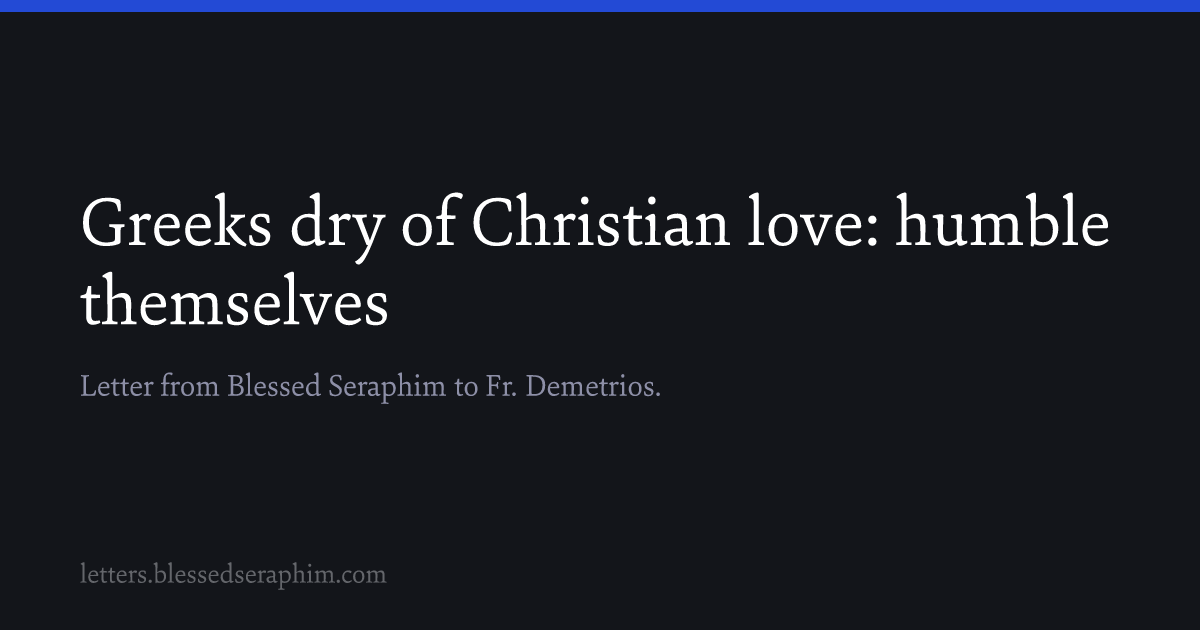 Greeks dry of Christian love: humble
themselves
Letter from Blessed Seraphim to Fr. Demetrios.
letters.blessedseraphim.com